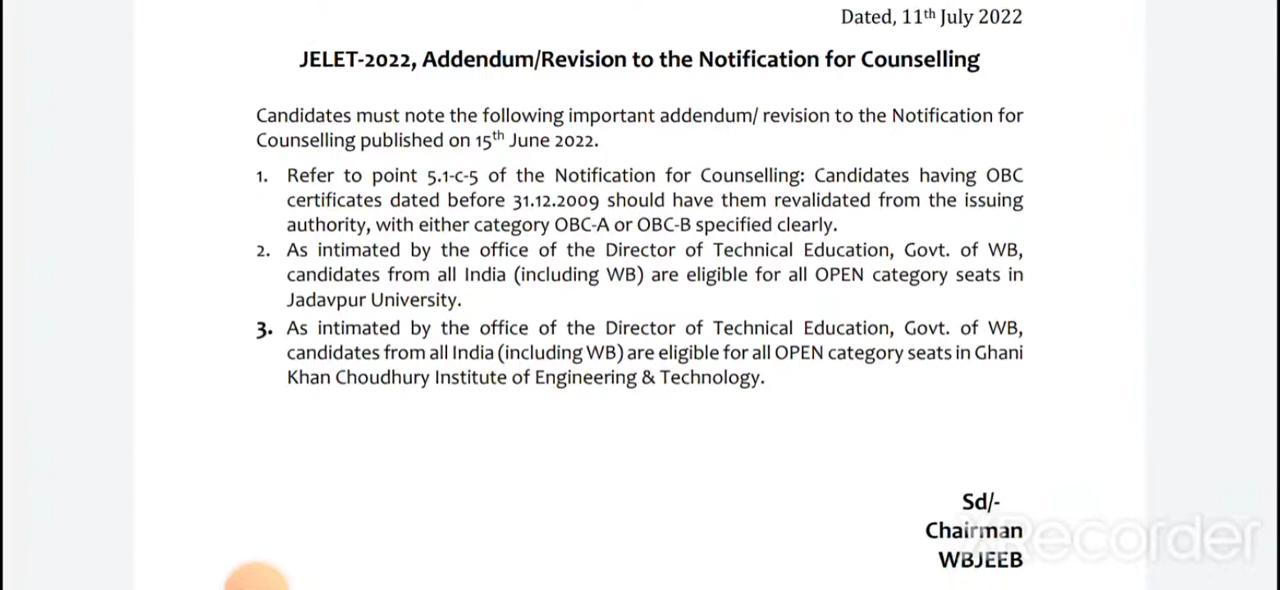 Dated, 11th July 2022
JELET-2022, Addendum/Revision to the Notification for Counselling
Candidates must note the following important addendum/ revision to the Notification for
Counselling published on 15th June 2022.
1. Refer to point 5.1-c-5 of the Notification for Counselling: Candidates having OBC
certificates dated before 31.12.2009 should have them revalidated from the issuing
authority, with either category OBC-A or OBC-B specified clearly.
2. As intimated by the office of the Director of Technical Education, Govt. of WB,
candidates from all India (including WB) are eligible for all OPEN category seats in
Jadavpur University.
3. As intimated by the office of the Director of Technical Education, Govt. of WB,
candidates from all India (including WB) are eligible for all OPEN category seats in Ghani
Khan Choudhury Institute of Engineering & Technology.
Sd/-
Chairman
WBJEEB
XRecorder